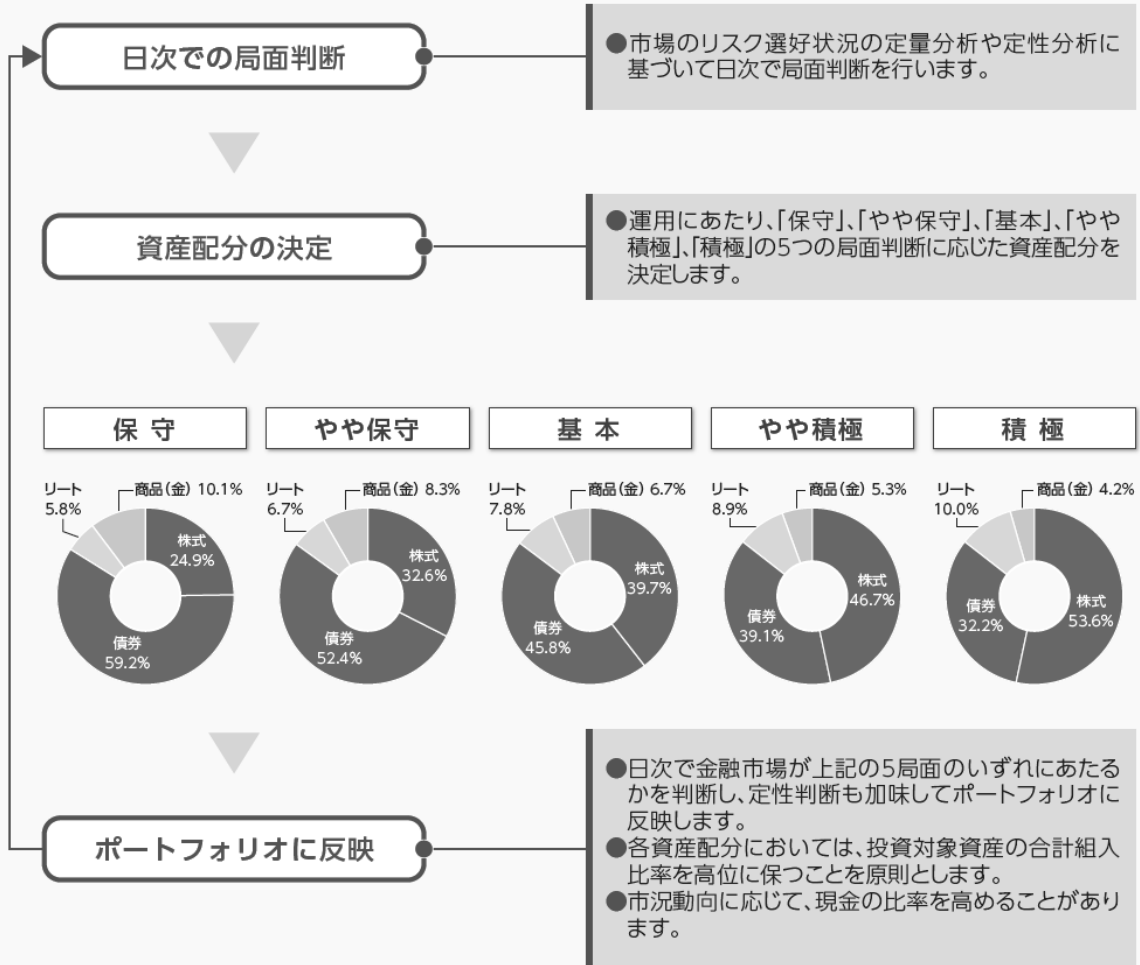 日次での局面判断
●市場のリスク選好状況の定量分析や定性分析に
基づいて日次で局面判断を行います。
資産配分の決定
●運用にあたり、「保守」、「やや保守」、「基本」、「やや
積極」、「積極」の5つの局面判断に応じた資産配分を
決定します。
保 守
リート
5.8%
商品(金) 10.1%
株式
24.9%
債券
59.2%
やや保守
リート
6.7%
商品(金) 8.3%
株式
32.6%
債券
52.4%
基 本
リート
7.8%
商品(金) 6.7%
株式
39.7%
債券
45.8%
やや積極
リート
8.9%
商品(金) 5.3%
株式
46.7%
債券
39.1%
積 極
リート
10.0%
商品(金) 4.2%
株式
53.6%
債券
32.2%
ポートフォリオに反映
●日次で金融市場が上記の5局面のいずれにあたる
かを判断し、定性判断も加味してポートフォリオに
反映します。
●各資産配分においては、投資対象資産の合計組入
比率を高位に保つことを原則とします。
●市況動向に応じて、現金の比率を高めることがあり
ます。